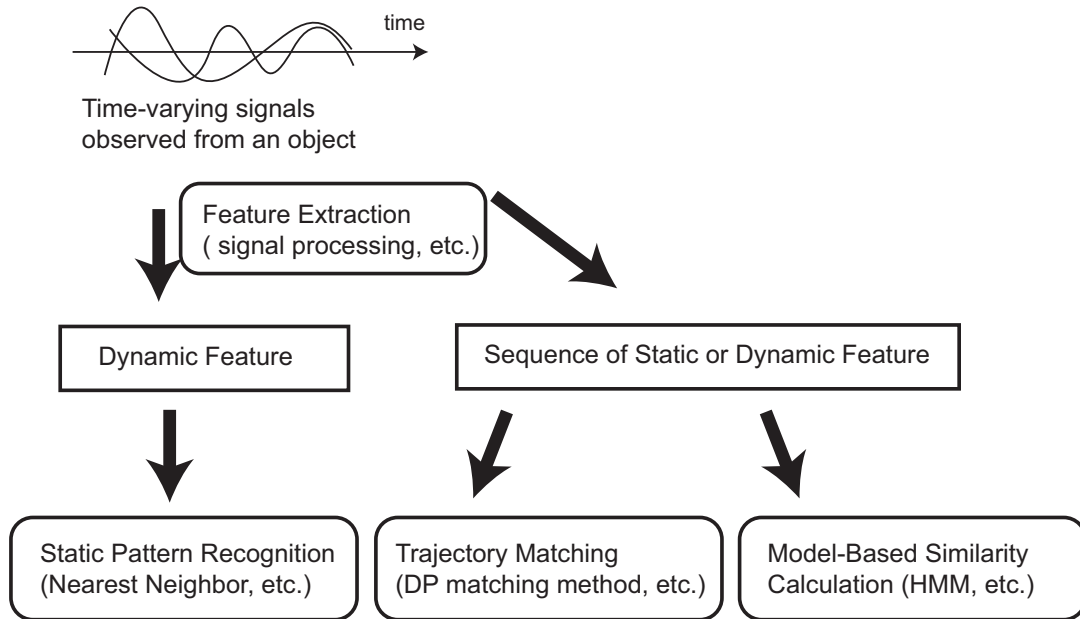 time
Time-varying signals
observed from an object
Feature Extraction
( signal processing, etc.)
Dynamic Feature
Sequence of Static or Dynamic Feature
Static Pattern Recognition
(Nearest Neighbor, etc.)
Trajectory Matching
(DP matching method, etc.)
Model-Based Similarity
Calculation (HMM, etc.)